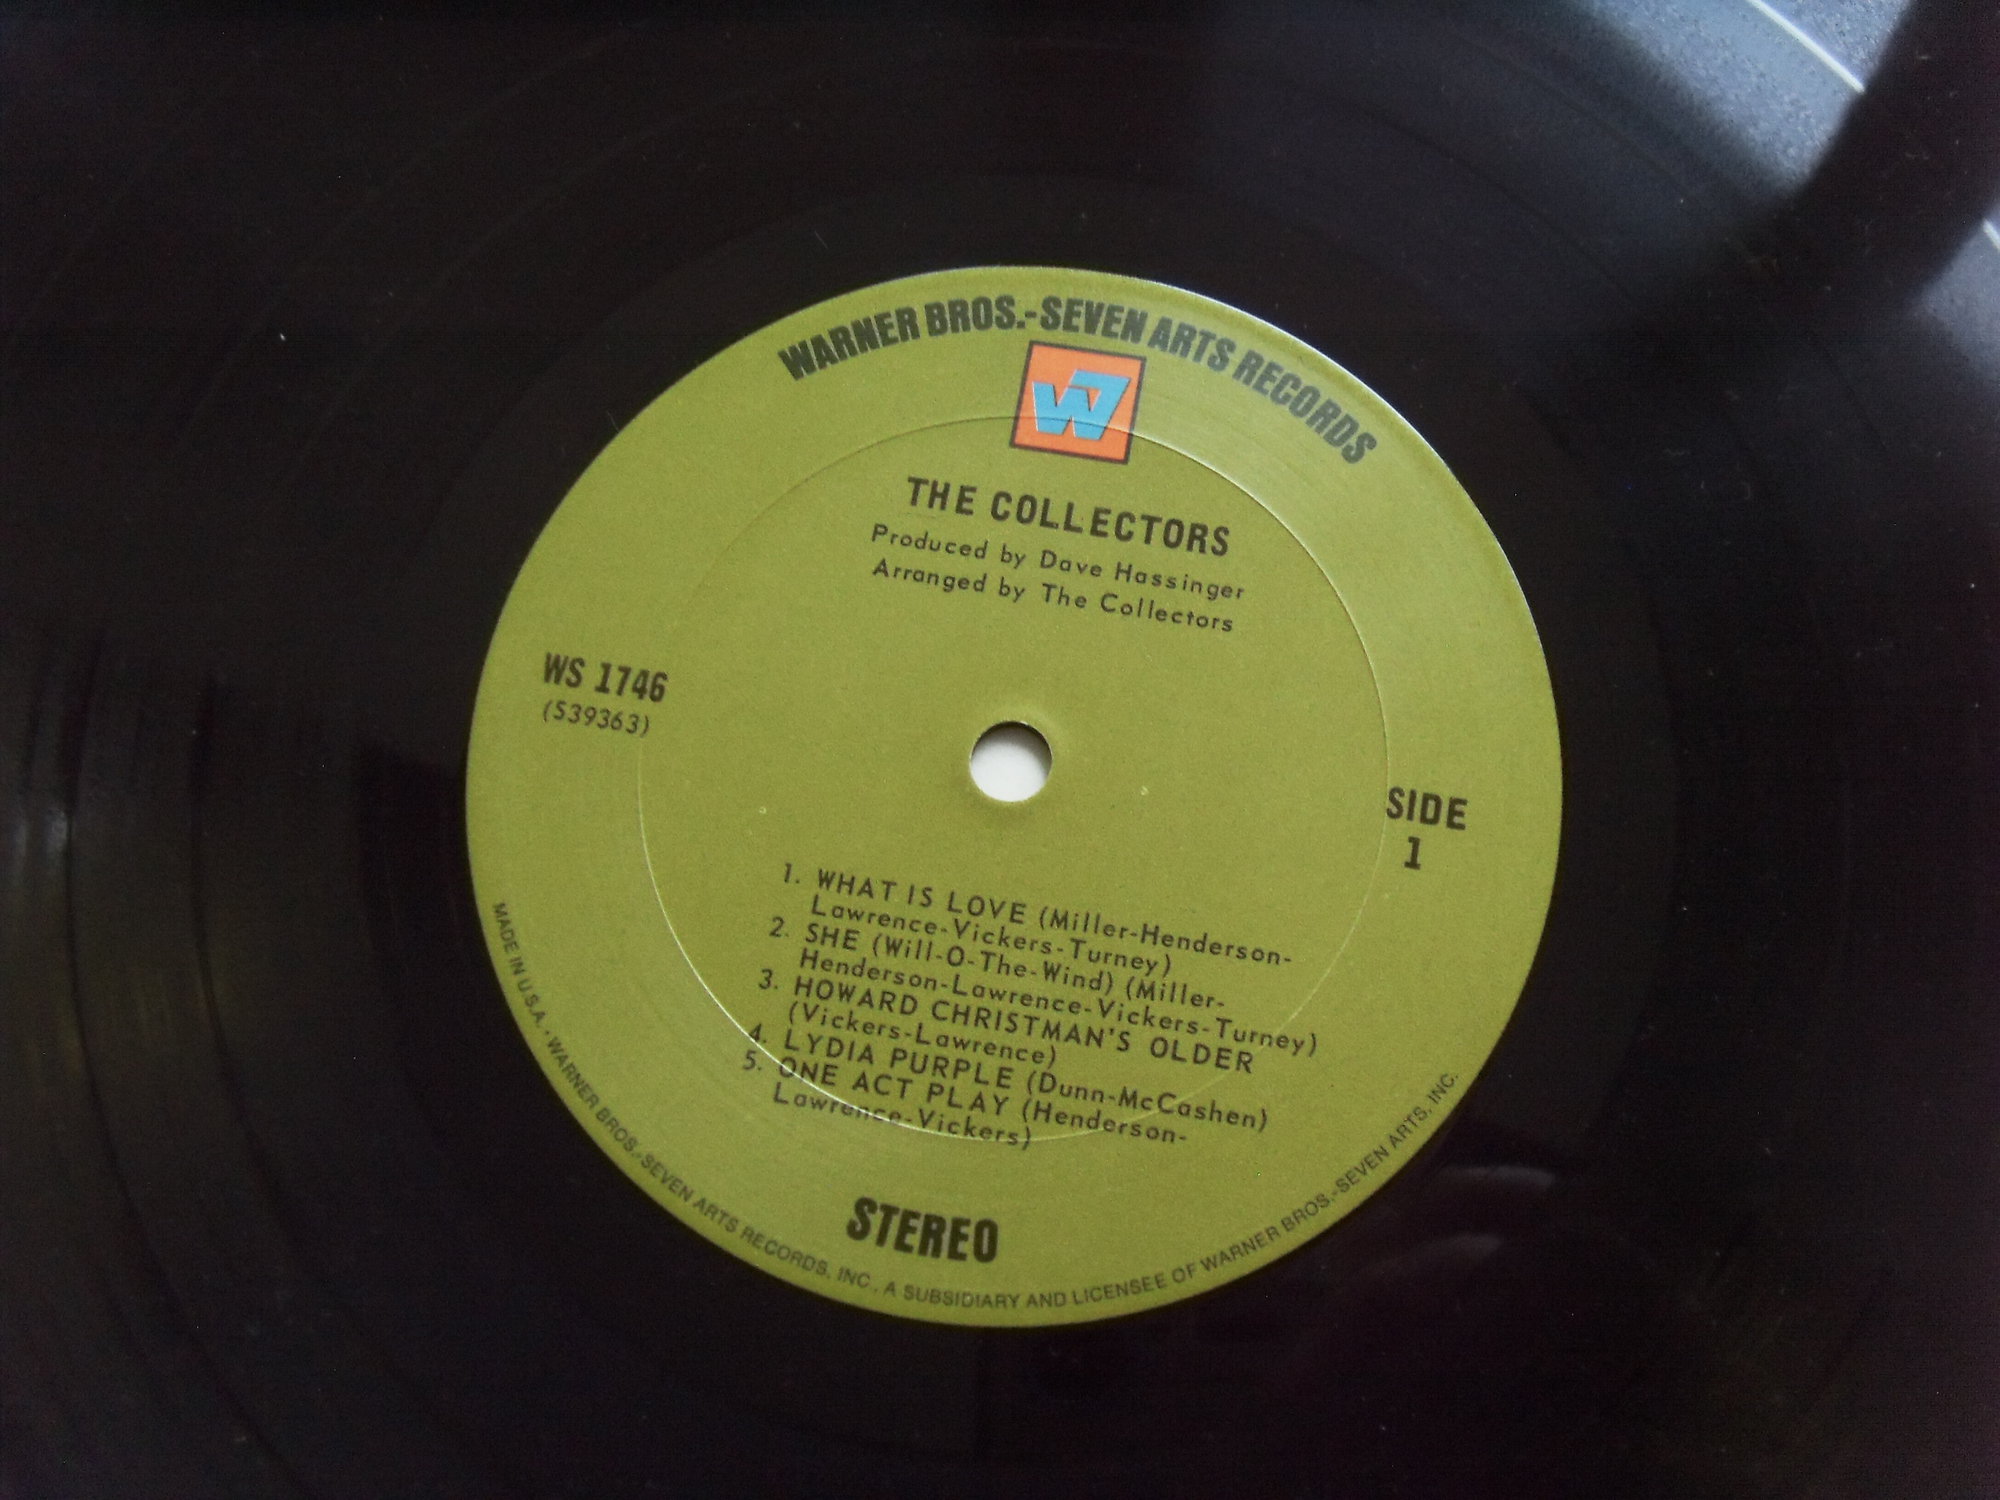 WARNER BROS.-SEVEN ARTS RECORDS
W7
THE COLLECTORS
Produced by Dave Hassinger
Arranged by The Collectors
WS 1746
(S39363)
SIDE
1
1. WHAT IS LOVE (Miller-Henderson-
Lawrence-Vickers-Turney)
2. SHE (Will-O-The-Wind) (Miller-
Henderson-Lawrence-Vickers-Turney)
3. HOWARD CHRISTMAN'S OLDER
(Vickers-Lawrence)
4. LYDIA PURPLE (Dunn-McCashen)
5. ONE ACT PLAY (Henderson-
Lawrence-Vickers)
STEREO
MADE IN U.S.A. • WARNER BROS.-SEVEN ARTS RECORDS, INC., A SUBSIDIARY AND LICENSEE OF WARNER BROS.-SEVEN ARTS, INC.